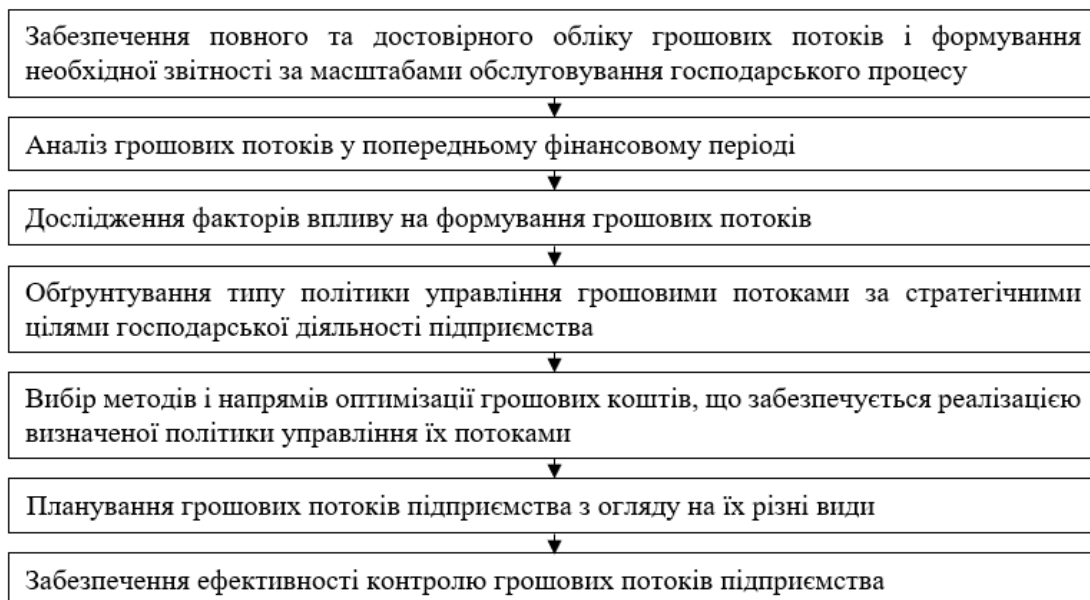 Забезпечення повного та достовірного обліку грошових потоків і формування
необхідної звітності за масштабами обслуговування господарського процесу
Аналіз грошових потоків у попередньому фінансовому періоді
Дослідження факторів впливу на формування грошових потоків
Обґрунтування типу політики управління грошовими потоками за стратегічними
цілями господарської діяльності підприємства
Вибір методів і напрямів оптимізації грошових коштів, що забезпечується реалізацією
визначеної політики управління їх потоками
Планування грошових потоків підприємства з огляду на їх різні види
Забезпечення ефективності контролю грошових потоків підприємства